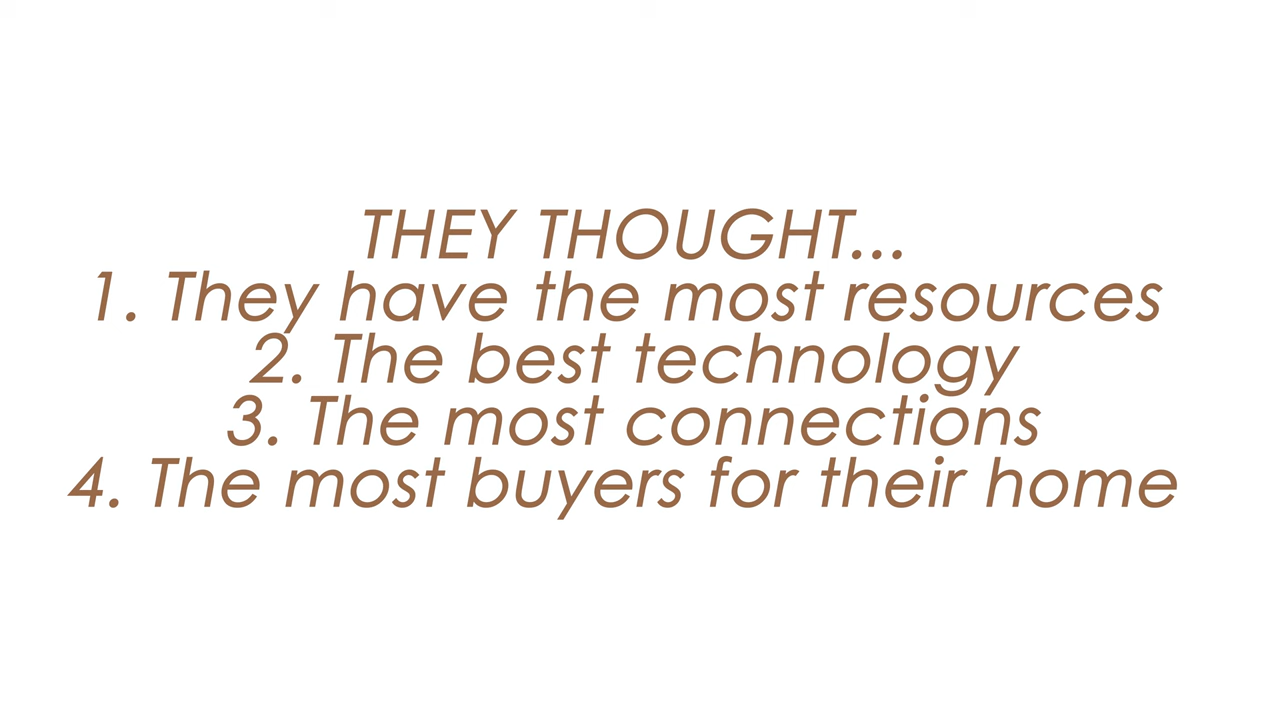 THEY THOUGHT...
1. They have the most resources
2. The best technology
3. The most connections
4. The most buyers for their home